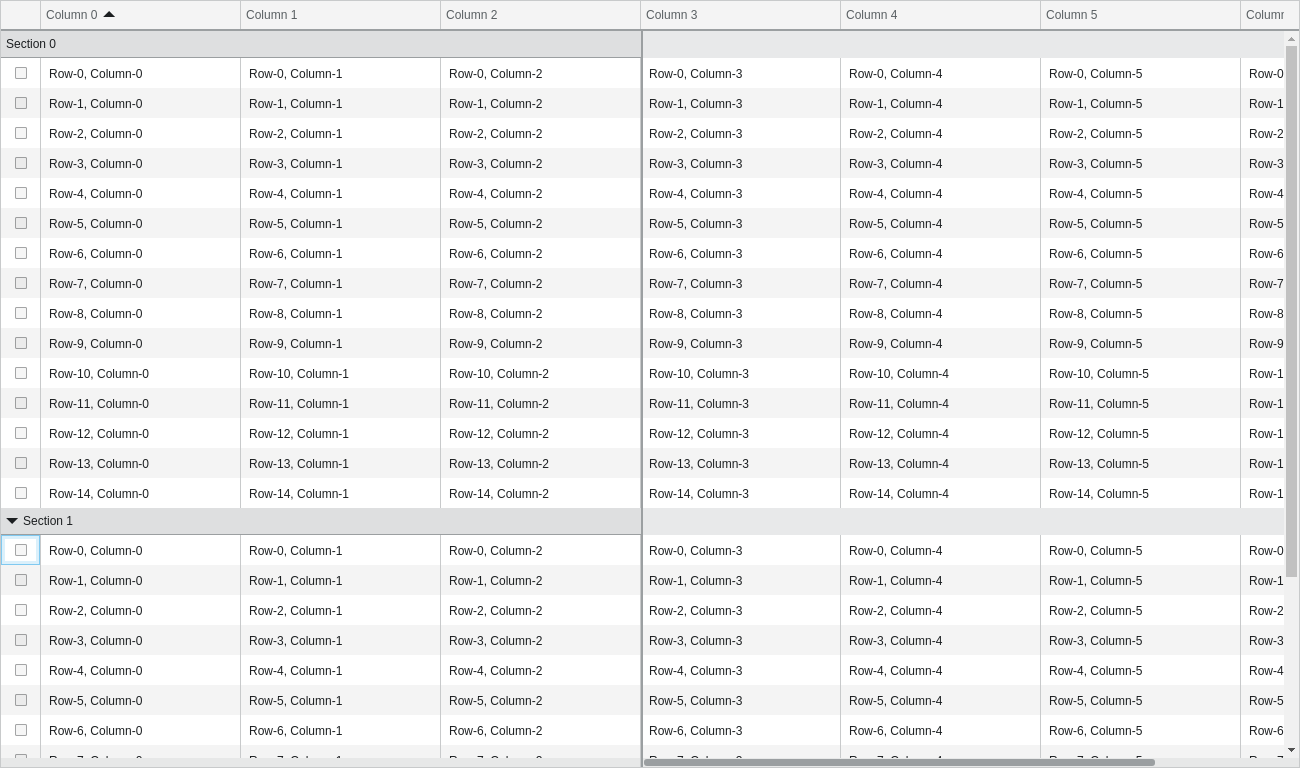 Column 0 Column 1 Column 2 Column 3 Column 4 Column 5 Colum
Section 0
Row-0, Column-0 Row-0, Column-1 Row-0, Column-2 Row-0, Column-3 Row-0, Column-4 Row-0, Column-5 Row-0
Row-1, Column-0 Row-1, Column-1 Row-1, Column-2 Row-1, Column-3 Row-1, Column-4 Row-1, Column-5 Row-1
Row-2, Column-0 Row-2, Column-1 Row-2, Column-2 Row-2, Column-3 Row-2, Column-4 Row-2, Column-5 Row-2
Row-3, Column-0 Row-3, Column-1 Row-3, Column-2 Row-3, Column-3 Row-3, Column-4 Row-3, Column-5 Row-3
Row-4, Column-0 Row-4, Column-1 Row-4, Column-2 Row-4, Column-3 Row-4, Column-4 Row-4, Column-5 Row-4
Row-5, Column-0 Row-5, Column-1 Row-5, Column-2 Row-5, Column-3 Row-5, Column-4 Row-5, Column-5 Row-5
Row-6, Column-0 Row-6, Column-1 Row-6, Column-2 Row-6, Column-3 Row-6, Column-4 Row-6, Column-5 Row-6
Row-7, Column-0 Row-7, Column-1 Row-7, Column-2 Row-7, Column-3 Row-7, Column-4 Row-7, Column-5 Row-7
Row-8, Column-0 Row-8, Column-1 Row-8, Column-2 Row-8, Column-3 Row-8, Column-4 Row-8, Column-5 Row-8
Row-9, Column-0 Row-9, Column-1 Row-9, Column-2 Row-9, Column-3 Row-9, Column-4 Row-9, Column-5 Row-9
Row-10, Column-0 Row-10, Column-1 Row-10, Column-2 Row-10, Column-3 Row-10, Column-4 Row-10, Column-5 Row-1
Row-11, Column-0 Row-11, Column-1 Row-11, Column-2 Row-11, Column-3 Row-11, Column-4 Row-11, Column-5 Row-1
Row-12, Column-0 Row-12, Column-1 Row-12, Column-2 Row-12, Column-3 Row-12, Column-4 Row-12, Column-5 Row-1
Row-13, Column-0 Row-13, Column-1 Row-13, Column-2 Row-13, Column-3 Row-13, Column-4 Row-13, Column-5 Row-1
Row-14, Column-0 Row-14, Column-1 Row-14, Column-2 Row-14, Column-3 Row-14, Column-4 Row-14, Column-5 Row-1
Section 1
Row-0, Column-0 Row-0, Column-1 Row-0, Column-2 Row-0, Column-3 Row-0, Column-4 Row-0, Column-5 Row-0
Row-1, Column-0 Row-1, Column-1 Row-1, Column-2 Row-1, Column-3 Row-1, Column-4 Row-1, Column-5 Row-1
Row-2, Column-0 Row-2, Column-1 Row-2, Column-2 Row-2, Column-3 Row-2, Column-4 Row-2, Column-5 Row-2
Row-3, Column-0 Row-3, Column-1 Row-3, Column-2 Row-3, Column-3 Row-3, Column-4 Row-3, Column-5 Row-3
Row-4, Column-0 Row-4, Column-1 Row-4, Column-2 Row-4, Column-3 Row-4, Column-4 Row-4, Column-5 Row-4
Row-5, Column-0 Row-5, Column-1 Row-5, Column-2 Row-5, Column-3 Row-5, Column-4 Row-5, Column-5 Row-5
Row-6, Column-0 Row-6, Column-1 Row-6, Column-2 Row-6, Column-3 Row-6, Column-4 Row-6, Column-5 Row-6